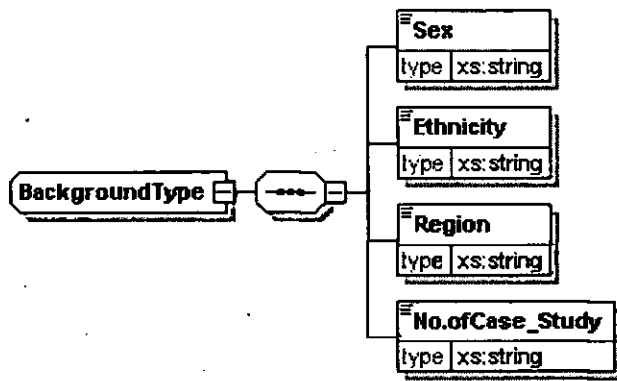 Sex
type xs:string
Ethnicity
type xs:string
BackgroundType
Region
type xs:string
No.ofCase_Study
type xs:string